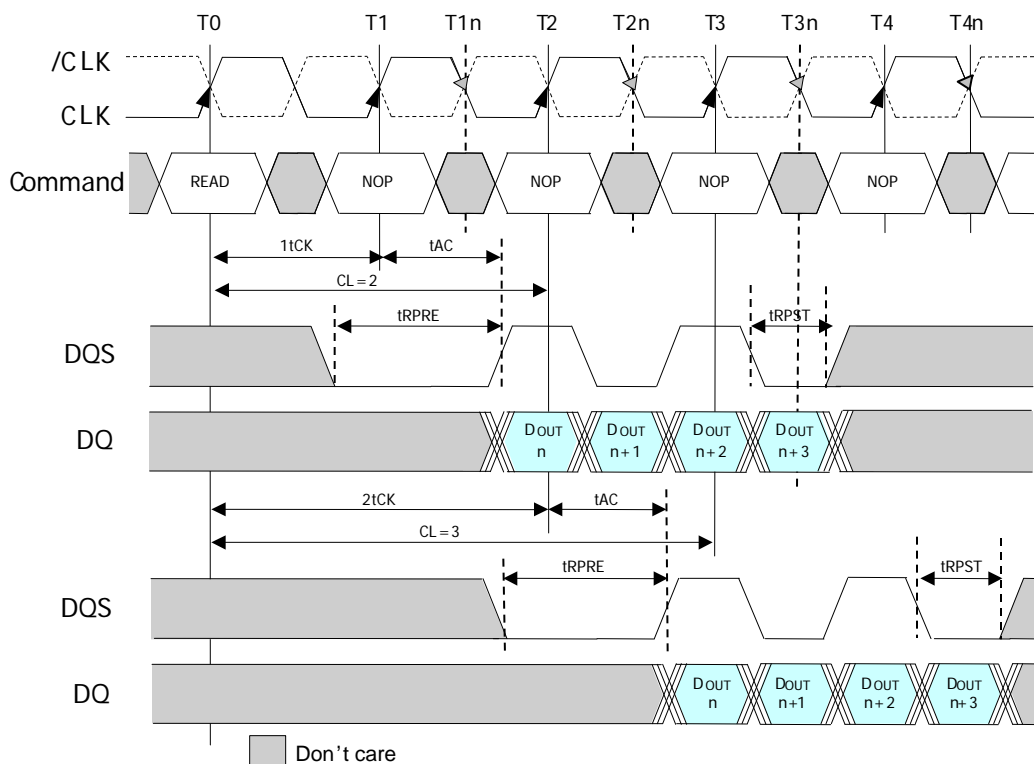 T0 T1 T1n T2 T2n T3 T3n T4 T4n
/CLK
CLK
Command READ NOP NOP NOP NOP
1tCK tAC
CL = 2
tRPRE tRPST
DQS
DQ DOUT n DOUT n+1 DOUT n+2 DOUT n+3
2tCK tAC
CL = 3
tRPRE tRPST
DQS
DQ DOUT n DOUT n+1 DOUT n+2 DOUT n+3
Don't care